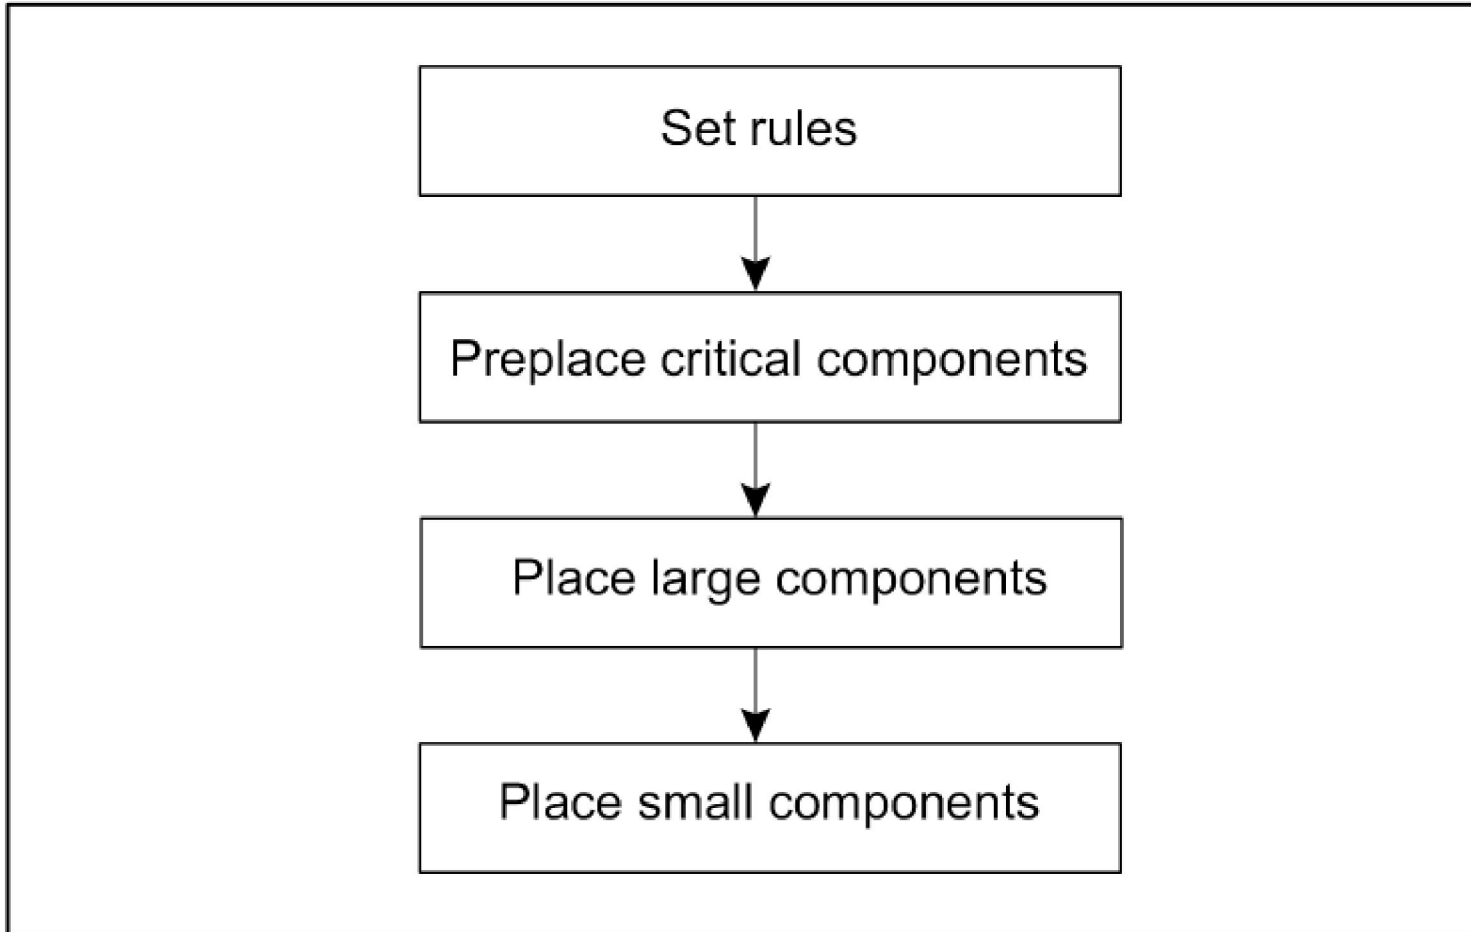 Set rules
Preplace critical components
Place large components
Place small components